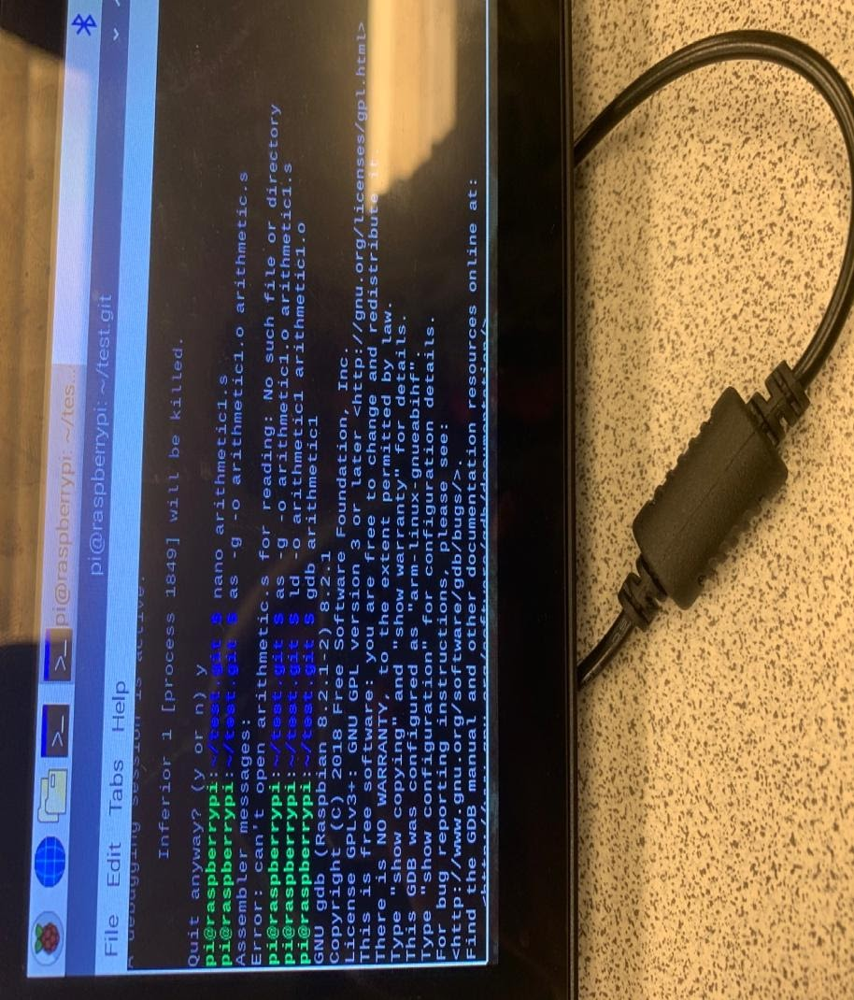 pi@raspberrypi: ~/tes...
pi@raspberrypi: ~/test.git
File Edit Tabs Help
A debugging session is active.
Inferior 1 [process 1849] will be killed.
Quit anyway? (y or n) y
pi@raspberrypi:~/test.git $ nano arithmetic1.s
pi@raspberrypi:~/test.git $ as -g -o arithmetic1.o arithmetic.s
Assembler messages:
Error: can't open arithmetic.s for reading: No such file or directory
pi@raspberrypi:~/test.git $ as -g -o arithmetic1.o arithmetic1.s
pi@raspberrypi:~/test.git $ ld -o arithmetic1 arithmetic1.o
pi@raspberrypi:~/test.git $ gdb arithmetic1
GNU gdb (Raspbian 8.2.1-2) 8.2.1
Copyright (C) 2018 Free Software Foundation, Inc.
License GPLv3+: GNU GPL version 3 or later <http://gnu.org/licenses/gpl.html>
This is free software: you are free to change and redistribute it.
There is NO WARRANTY, to the extent permitted by law.
Type "show copying" and "show warranty" for details.
This GDB was configured as "arm-linux-gnueabihf".
Type "show configuration" for configuration details.
For bug reporting instructions, please see:
<http://www.gnu.org/software/gdb/bugs/>.
Find the GDB manual and other documentation resources online at: